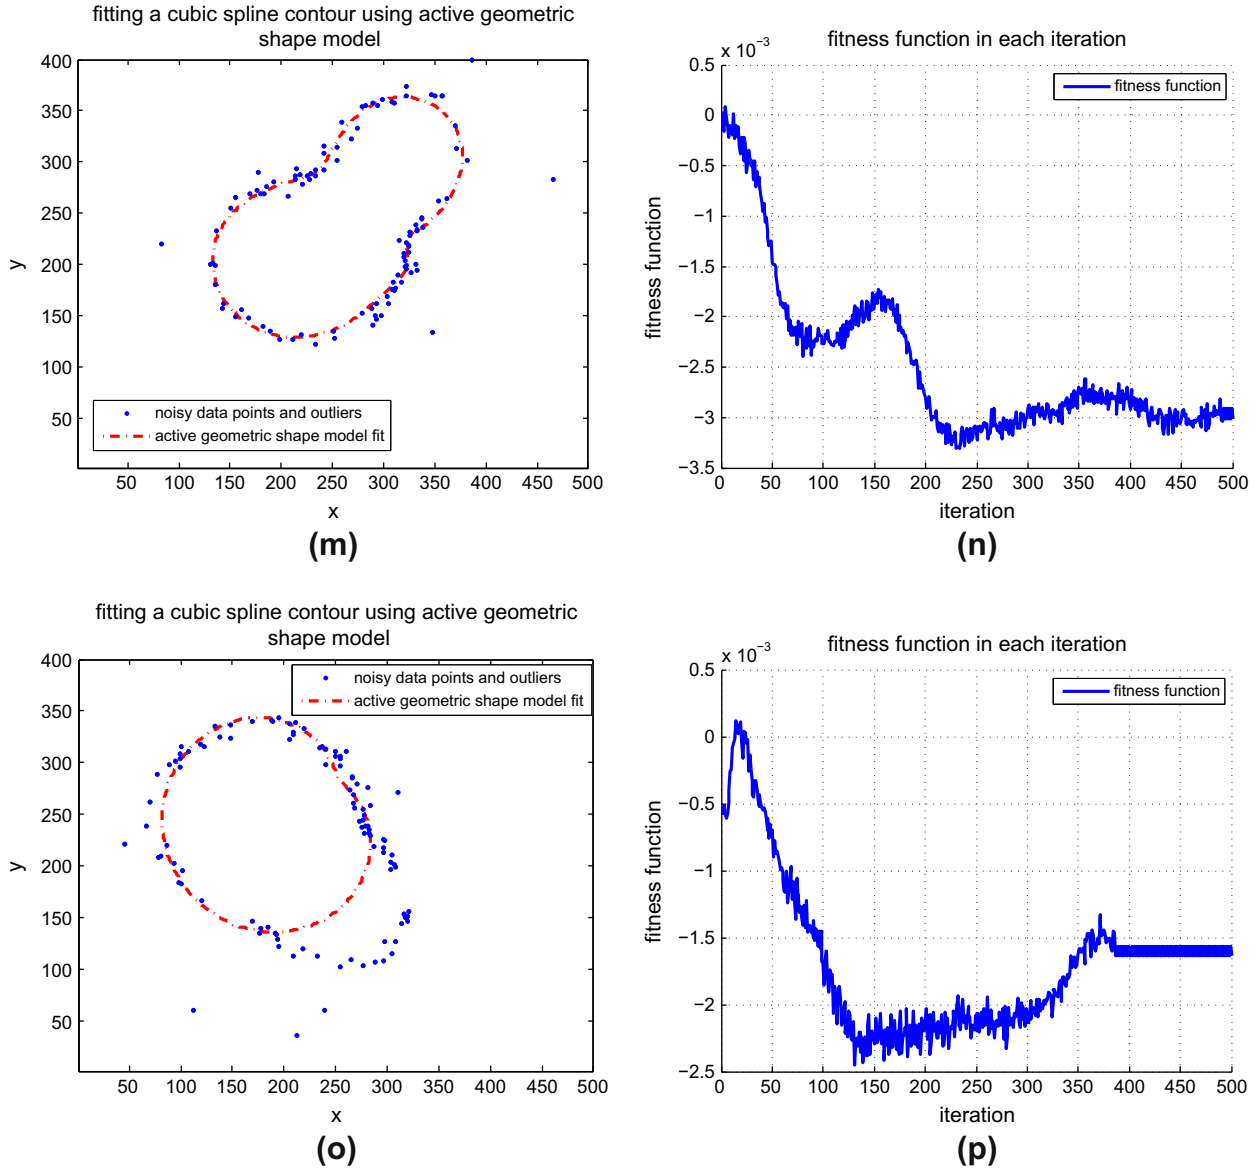 fitting a cubic spline contour using active geometric
shape model
400
350
300
250
200
150
100
50
y
noisy data points and outliers
active geometric shape model fit
50 100 150 200 250 300 350 400 450 500
x
(m)
fitness function in each iteration
x 10⁻³
0.5
0
−0.5
−1
−1.5
−2
−2.5
−3
−3.5
fitness function
fitness function
0 50 100 150 200 250 300 350 400 450 500
iteration
(n)
fitting a cubic spline contour using active geometric
shape model
400
350
300
250
200
150
100
50
y
noisy data points and outliers
active geometric shape model fit
50 100 150 200 250 300 350 400 450 500
x
(o)
fitness function in each iteration
x 10⁻³
0.5
0
−0.5
−1
−1.5
−2
−2.5
fitness function
fitness function
0 50 100 150 200 250 300 350 400 450 500
iteration
(p)